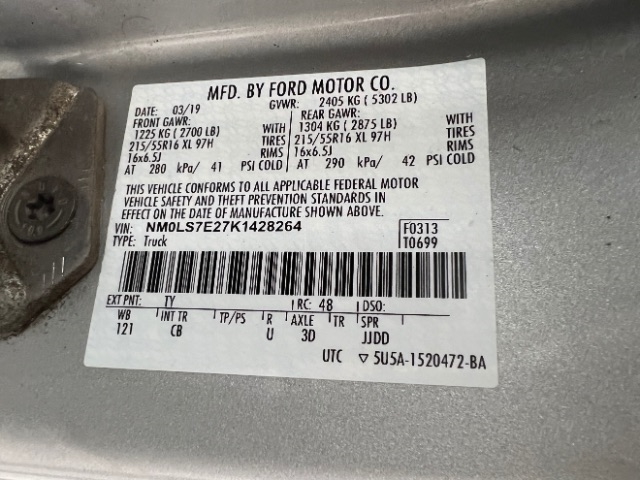 MFD. BY FORD MOTOR CO.
DATE: 03/19 GVWR: 2405 KG ( 5302 LB)
FRONT GAWR: REAR GAWR:
1225 KG ( 2700 LB) WITH 1304 KG ( 2875 LB) WITH
215/55R16 XL 97H TIRES 215/55R16 XL 97H TIRES
16x6.5J RIMS 16x6.5J RIMS
AT 280 kPa/ 41 PSI COLD AT 290 kPa/ 42 PSI COLD
THIS VEHICLE CONFORMS TO ALL APPLICABLE FEDERAL MOTOR
VEHICLE SAFETY AND THEFT PREVENTION STANDARDS IN
EFFECT ON THE DATE OF MANUFACTURE SHOWN ABOVE.
VIN: NM0LS7E27K1428264 F0313
TYPE: Truck T0699
EXT PNT: TY RC: 48 DSO:
WB INT TR TP/PS R AXLE TR SPR
121 CB U 3D JJDD
UTC ▽ 5U5A-1520472-BA